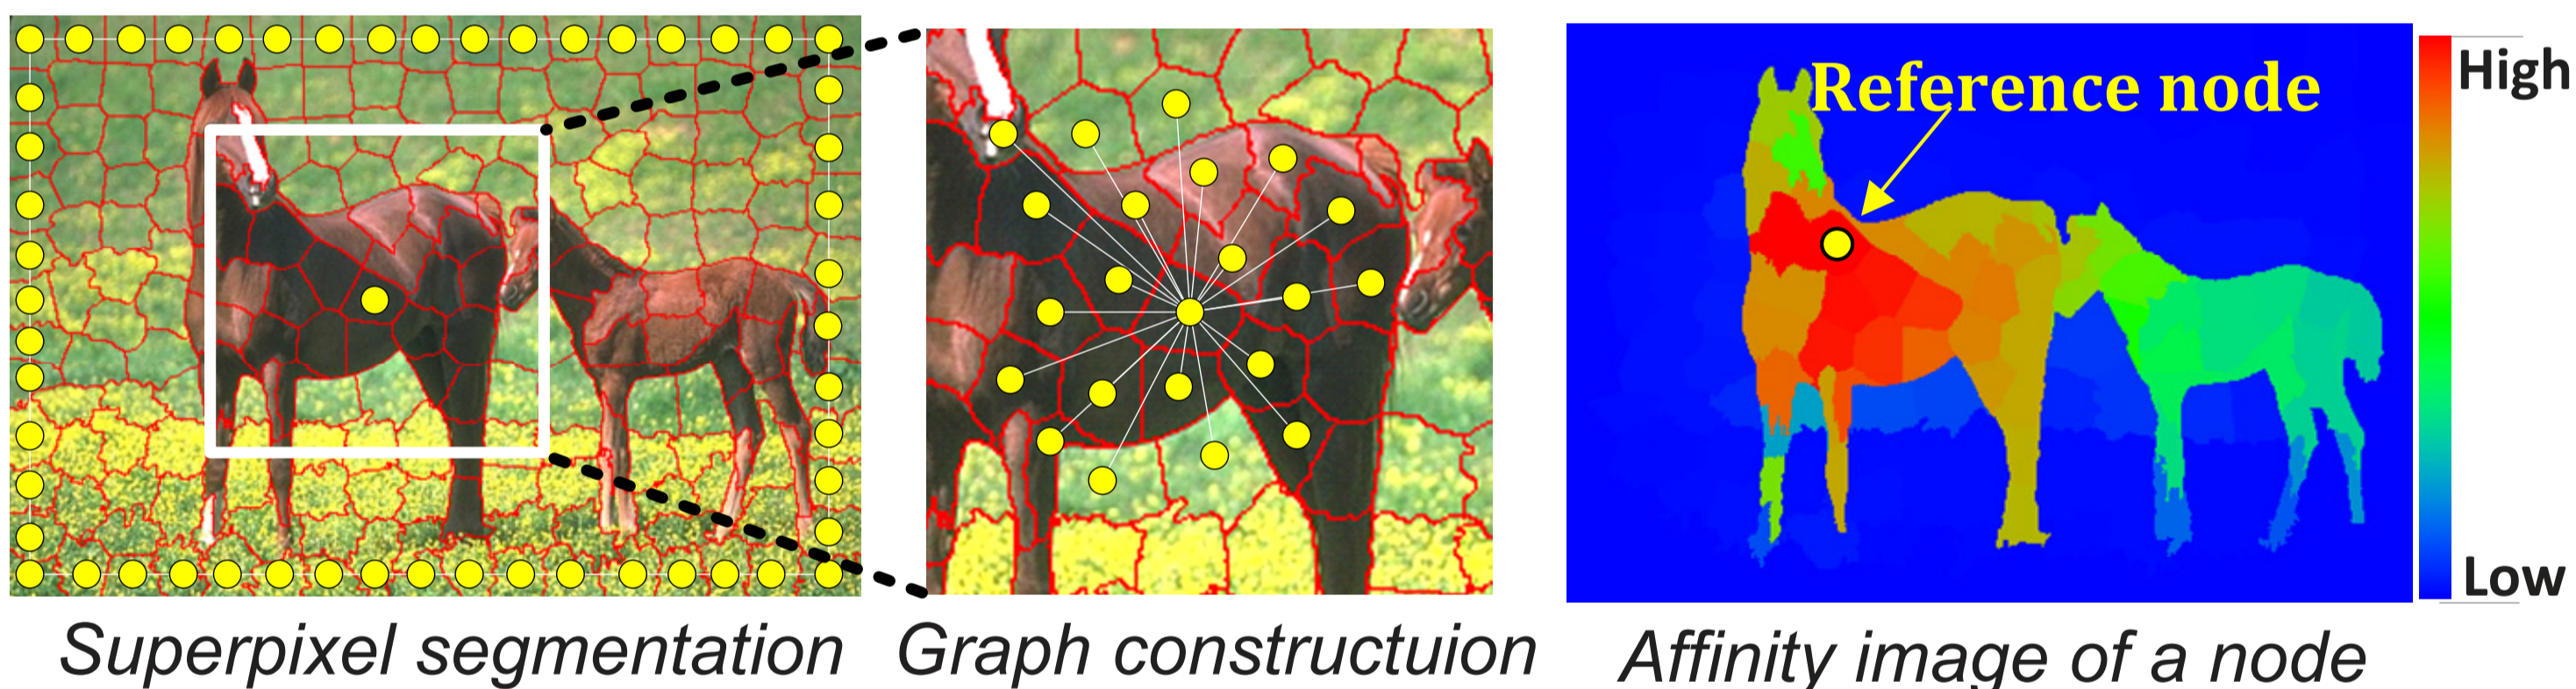 Reference node
High
Low
Superpixel segmentation
Graph constructuion
Affinity image of a node